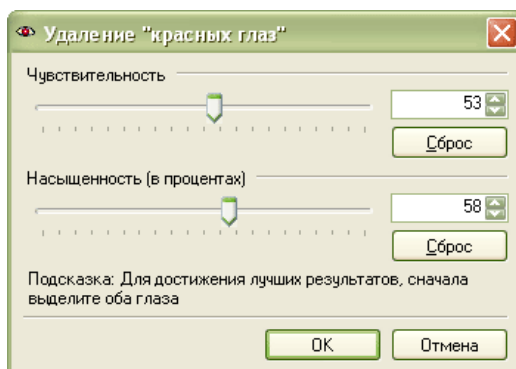 Удаление "красных глаз"
Чувствительность
53
Сброс
Насыщенность (в процентах)
58
Сброс
Подсказка: Для достижения лучших результатов, сначала
выделите оба глаза
OK
Отмена